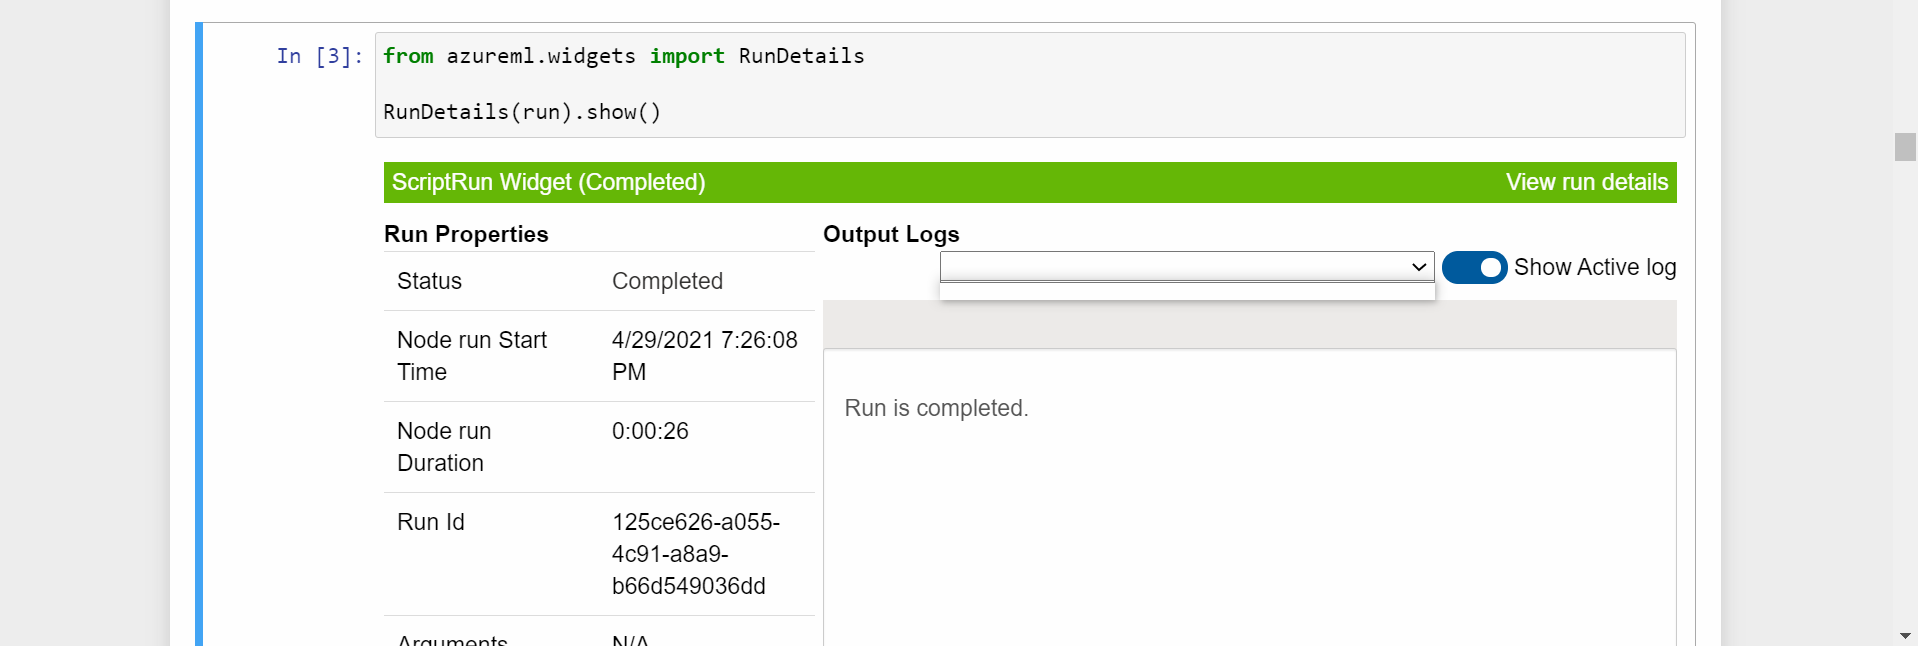 In [3]: from azureml.widgets import RunDetails
RunDetails(run).show()
ScriptRun Widget (Completed) View run details
Run Properties Output Logs
Show Active log
Status Completed
Node run Start Time 4/29/2021 7:26:08 PM
Run is completed.
Node run Duration 0:00:26
Run Id 125ce626-a055-4c91-a8a9-b66d549036dd
Arguments N/A